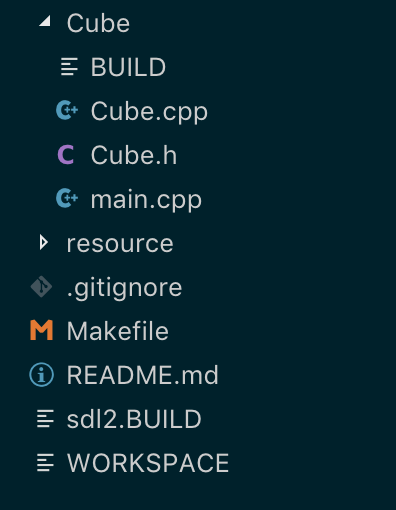 Cube
BUILD
Cube.cpp
Cube.h
main.cpp
resource
.gitignore
Makefile
README.md
sdl2.BUILD
WORKSPACE